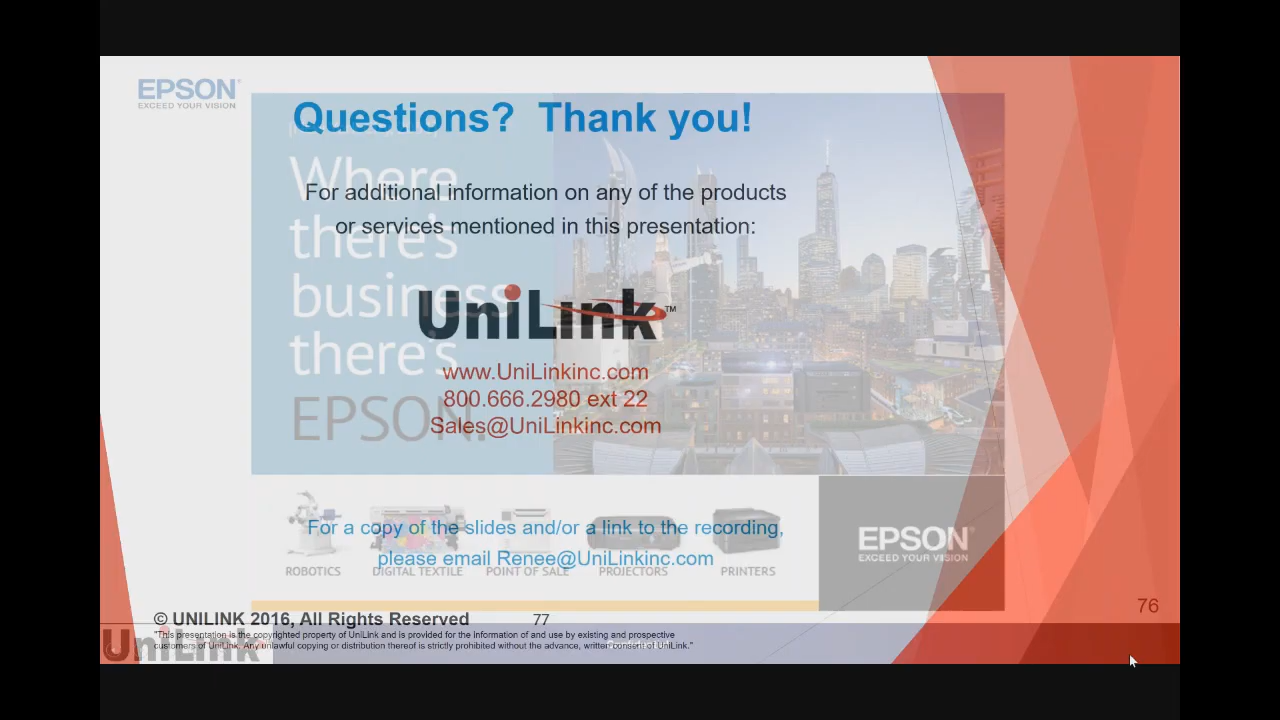 EPSON
EXCEED YOUR VISION
Questions? Thank you!
Where
there's
business
there's
EPSON.
For additional information on any of the products
or services mentioned in this presentation:
UniLink™
www.UniLinkinc.com
800.666.2980 ext 22
Sales@UniLinkinc.com
For a copy of the slides and/or a link to the recording,
please email Renee@UniLinkinc.com
ROBOTICS
DIGITAL TEXTILE
POINT OF SALE
PROJECTORS
PRINTERS
EPSON
EXCEED YOUR VISION
76
© UNILINK 2016, All Rights Reserved
77
"This presentation is the copyrighted property of UniLink and is provided for the information of and use by existing and prospective
customers of UniLink. Any unlawful copying or distribution thereof is strictly prohibited without the advance, written consent of UniLink."
UniLink